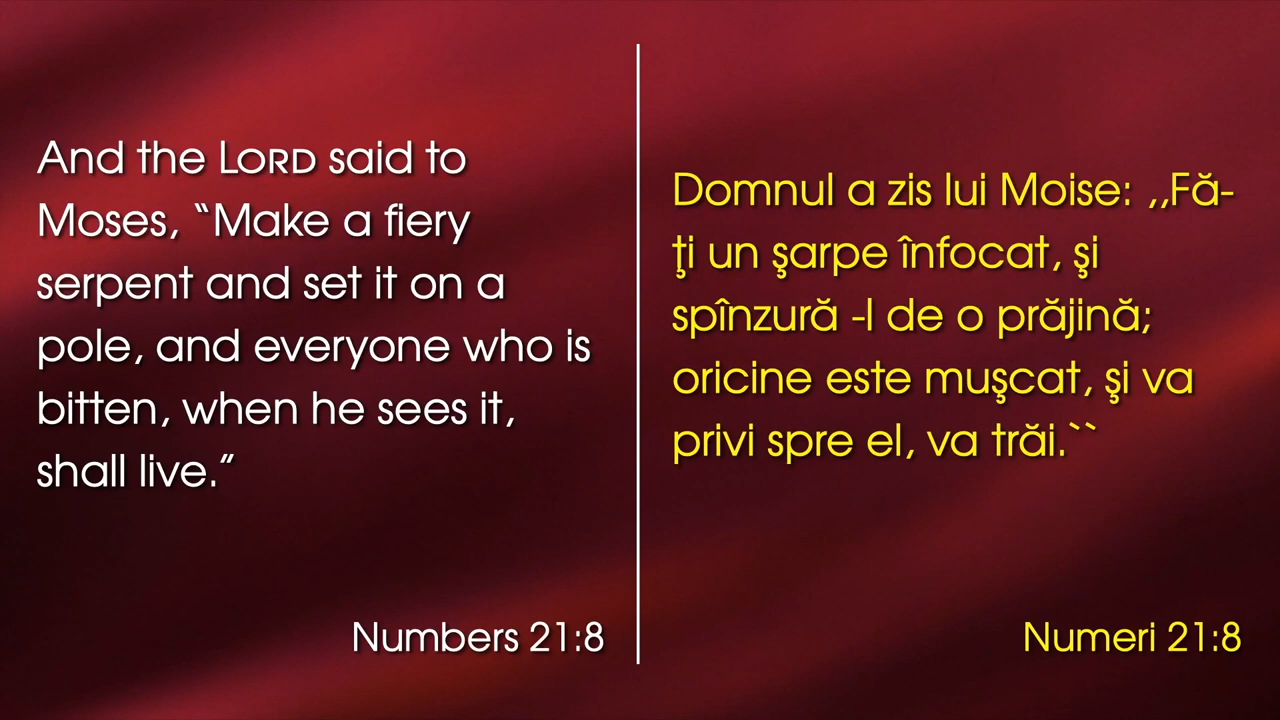 And the LORD said to
Moses, “Make a fiery
serpent and set it on a
pole, and everyone who is
bitten, when he sees it,
shall live.”
Numbers 21:8
Domnul a zis lui Moise: ,,Fă-
ţi un şarpe înfocat, şi
spînzură -l de o prăjină;
oricine este muşcat, şi va
privi spre el, va trăi.``
Numeri 21:8